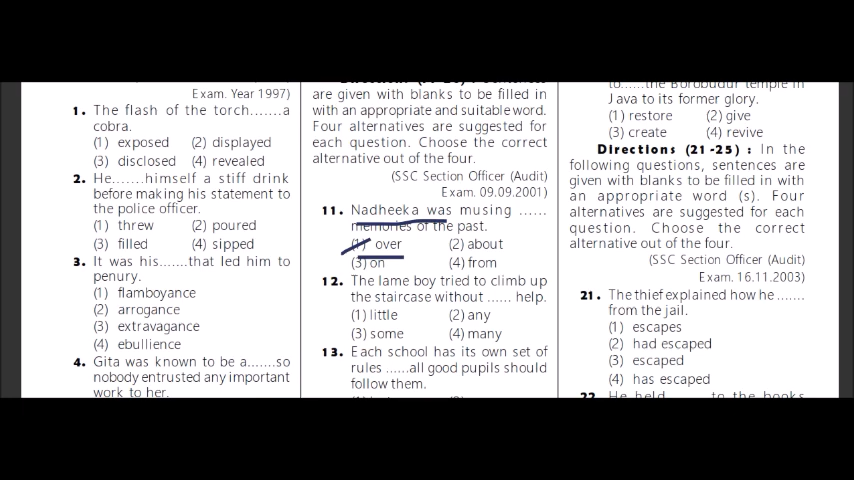 Exam. Year 1997)
1. The flash of the torch.......a
cobra.
(1) exposed (2) displayed
(3) disclosed (4) revealed
2. He.......himself a stiff drink
before making his statement to
the police officer.
(1) threw (2) poured
(3) filled (4) sipped
3. It was his.......that led him to
penury.
(1) flamboyance
(2) arrogance
(3) extravagance
(4) ebullience
4. Gita was known to be a.......so
nobody entrusted any important
work to her.
are given with blanks to be filled in
with an appropriate and suitable word.
Four alternatives are suggested for
each question. Choose the correct
alternative out of the four.
(SSC Section Officer (Audit)
Exam. 09.09.2001)
11. Nadheeka was musing ......
memories of the past.
(1) over (2) about
(3) on (4) from
12. The lame boy tried to climb up
the staircase without ...... help.
(1) little (2) any
(3) some (4) many
13. Each school has its own set of
rules ......all good pupils should
follow them.
to......the Borobudur temple in
Java to its former glory.
(1) restore (2) give
(3) create (4) revive
Directions (21-25) : In the
following questions, sentences are
given with blanks to be filled in with
an appropriate word (s). Four
alternatives are suggested for each
question. Choose the correct
alternative out of the four.
(SSC Section Officer (Audit)
Exam. 16.11.2003)
21. The thief explained how he .......
from the jail.
(1) escapes
(2) had escaped
(3) escaped
(4) has escaped
22. He held ...... to the books